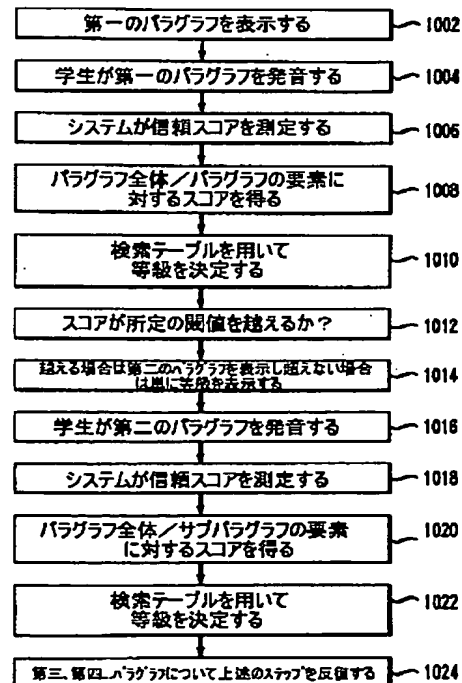 第一のパラグラフを表示する
1002
学生が第一のパラグラフを発音する
1004
システムが信頼スコアを測定する
1006
パラグラフ全体／パラグラフの要素に
対するスコアを得る
1008
検索テーブルを用いて
等級を決定する
1010
スコアが所定の閾値を越えるか？
1012
越える場合は第二のパラグラフを表示し超えない場合
は単に等級を表示する
1014
学生が第二のパラグラフを発音する
1016
システムが信頼スコアを測定する
1018
パラグラフ全体／サブパラグラフの要素
に対するスコアを得る
1020
検索テーブルを用いて
等級を決定する
1022
第三、第四…パラグラフについて上述のステップを反復する
1024